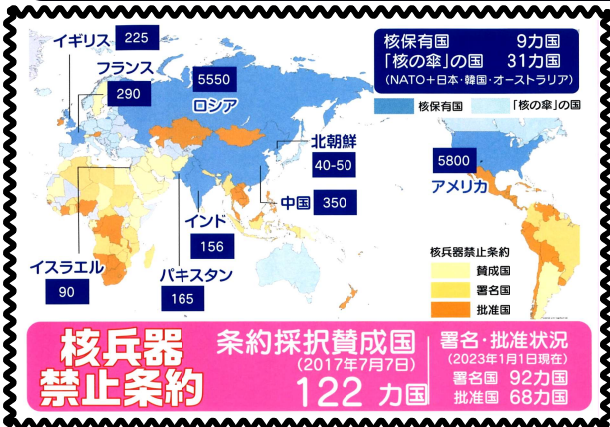 イギリス 225
フランス
290
5550
ロシア
北朝鮮
40-50
中国 350
インド
156
パキスタン
165
イスラエル
90
核保有国 9カ国
「核の傘」の国 31カ国
(NATO+日本・韓国・オーストラリア)
核保有国 「核の傘」の国
5800
アメリカ
核兵器禁止条約
賛成国
署名国
批准国
核兵器
禁止条約
条約採択賛成国
(2017年7月7日)
122 カ国
署名・批准状況
(2023年1月1日現在)
署名国 92カ国
批准国 68カ国